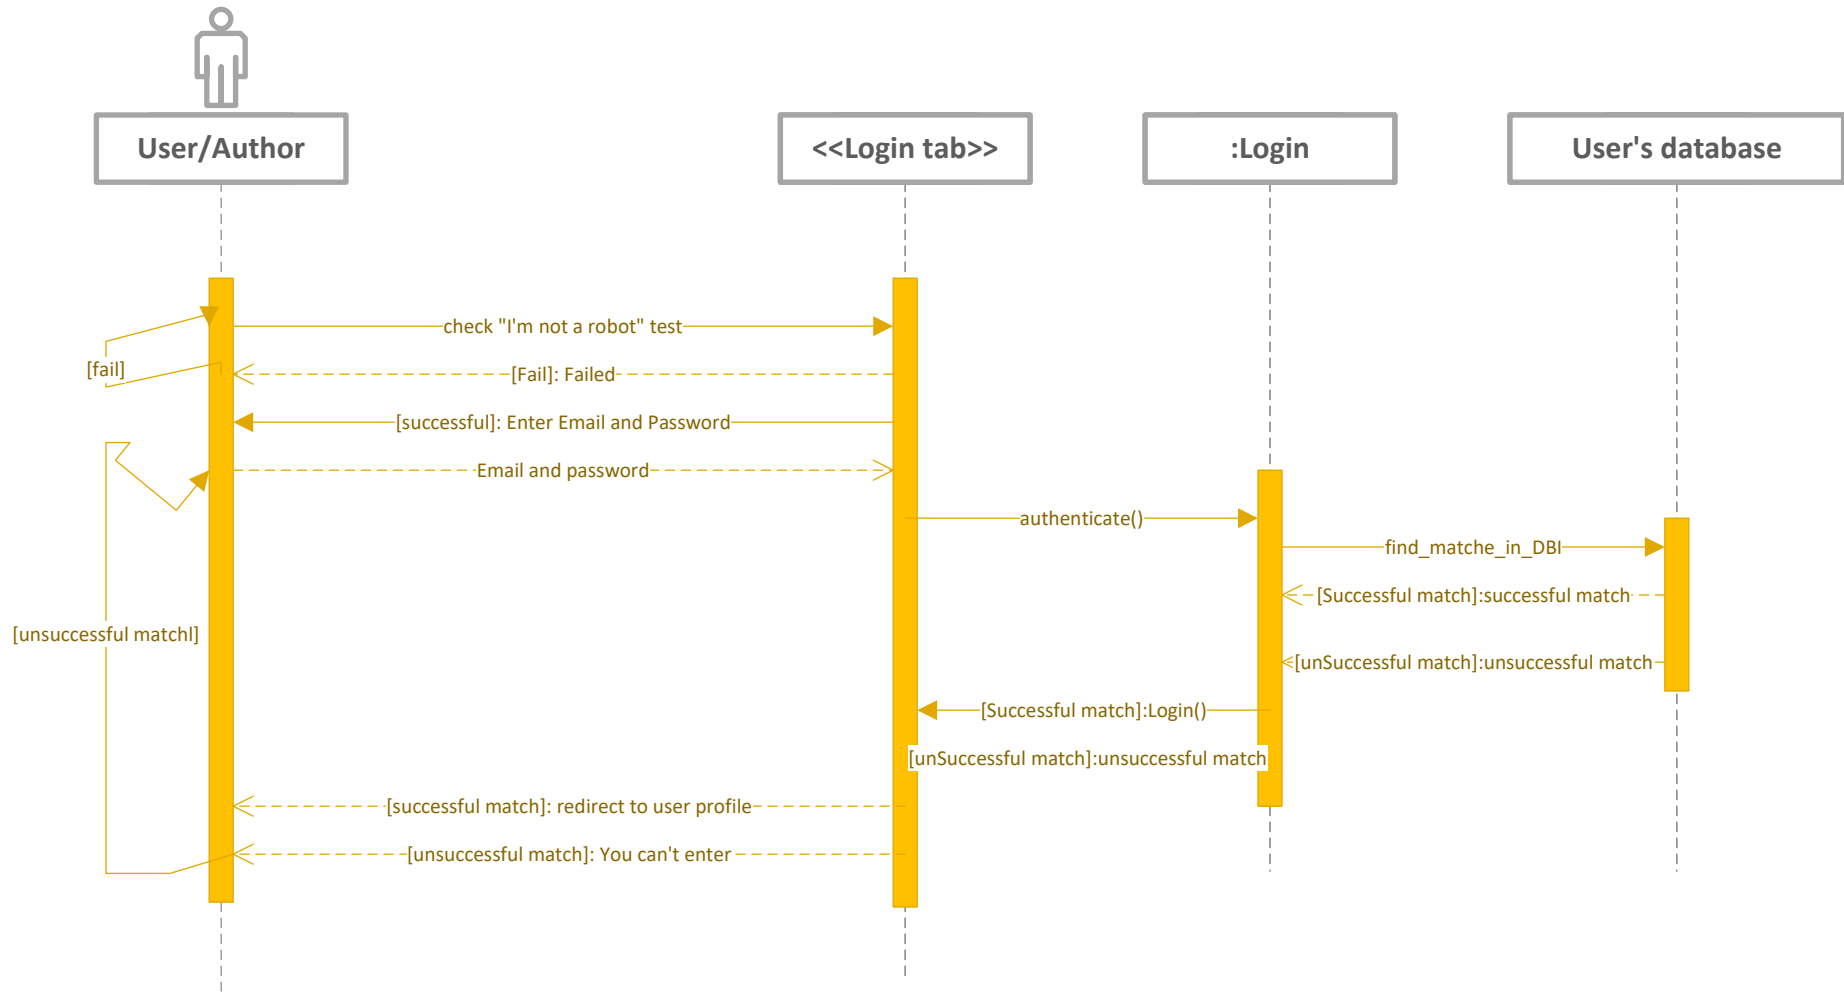 User/Author
<<Login tab>>
:Login
User's database
check "I'm not a robot" test
[fail]
[Fail]: Failed
[successful]: Enter Email and Password
Email and password
authenticate()
find_matche_in_DBI
[Successful match]:successful match
[unsuccessful matchl]
[unSuccessful match]:unsuccessful match
[Successful match]:Login()
[unSuccessful match]:unsuccessful match
[successful match]: redirect to user profile
[unsuccessful match]: You can't enter